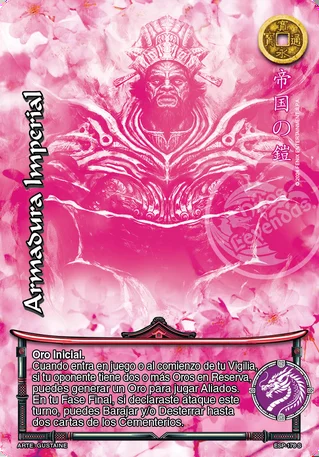 Armadura Imperial
帝国の鎧
Oro Inicial.
Cuando entra en juego o al comienzo de tu Vigilia,
si tu oponente tiene dos o más Oros en Reserva,
puedes generar un Oro para jugar Aliados.
En tu Fase Final, si declaraste ataque este
turno, puedes Barajar y/o Desterrar hasta
dos cartas de los Cementerios.
ARTE: GUSTAINE